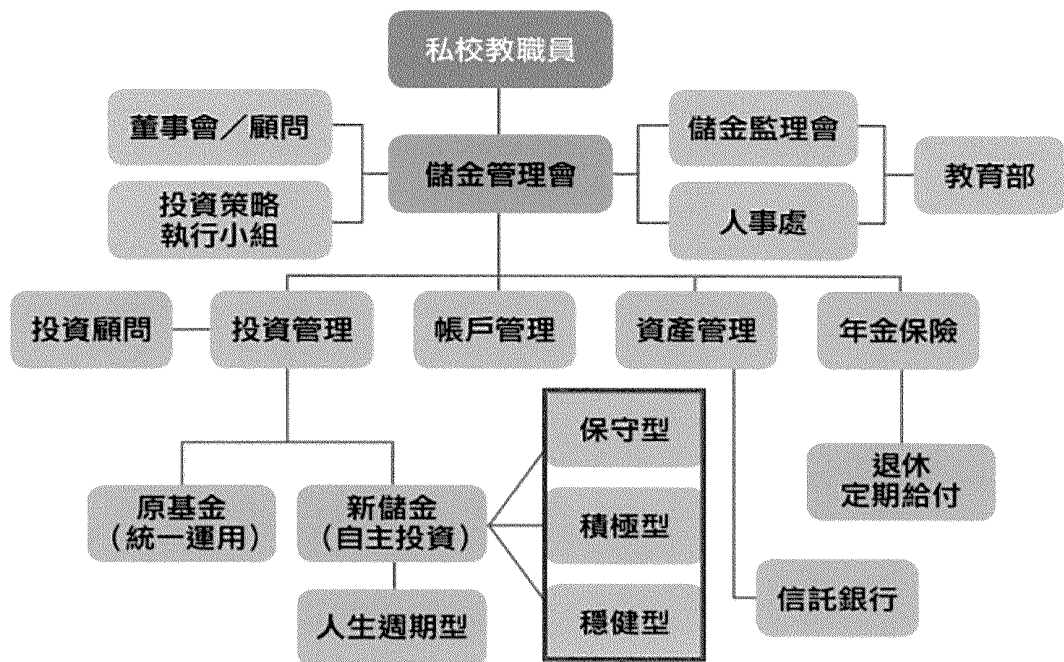 私校教職員
董事會／顧問
儲金管理會
儲金監理會
教育部
投資策略
執行小組
人事處
投資顧問
投資管理
帳戶管理
資產管理
年金保險
保守型
積極型
穩健型
原基金
（統一運用）
新儲金
（自主投資）
人生週期型
退休
定期給付
信託銀行